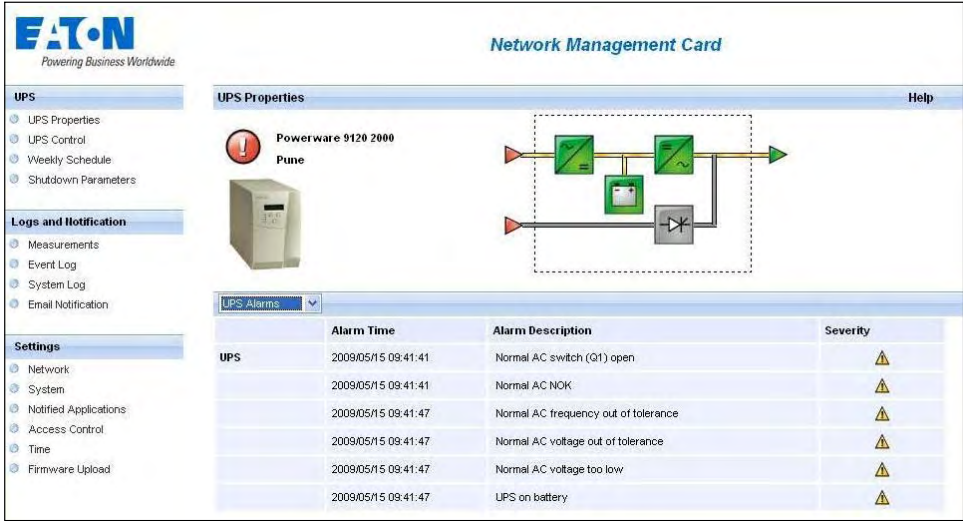 EATON
Powering Business Worldwide
Network Management Card
UPS
UPS Properties
UPS Control
Weekly Schedule
Shutdown Parameters
Logs and Notification
Measurements
Event Log
System Log
Email Notification
Settings
Network
System
Notified Applications
Access Control
Time
Firmware Upload
UPS Properties Help
Powerware 9120 2000
Pune
UPS Alarms
Alarm Time Alarm Description Severity
UPS 2009/05/15 09:41:41 Normal AC switch (Q1) open
2009/05/15 09:41:41 Normal AC NOK
2009/05/15 09:41:47 Normal AC frequency out of tolerance
2009/05/15 09:41:47 Normal AC voltage out of tolerance
2009/05/15 09:41:47 Normal AC voltage too low
2009/05/15 09:41:47 UPS on battery